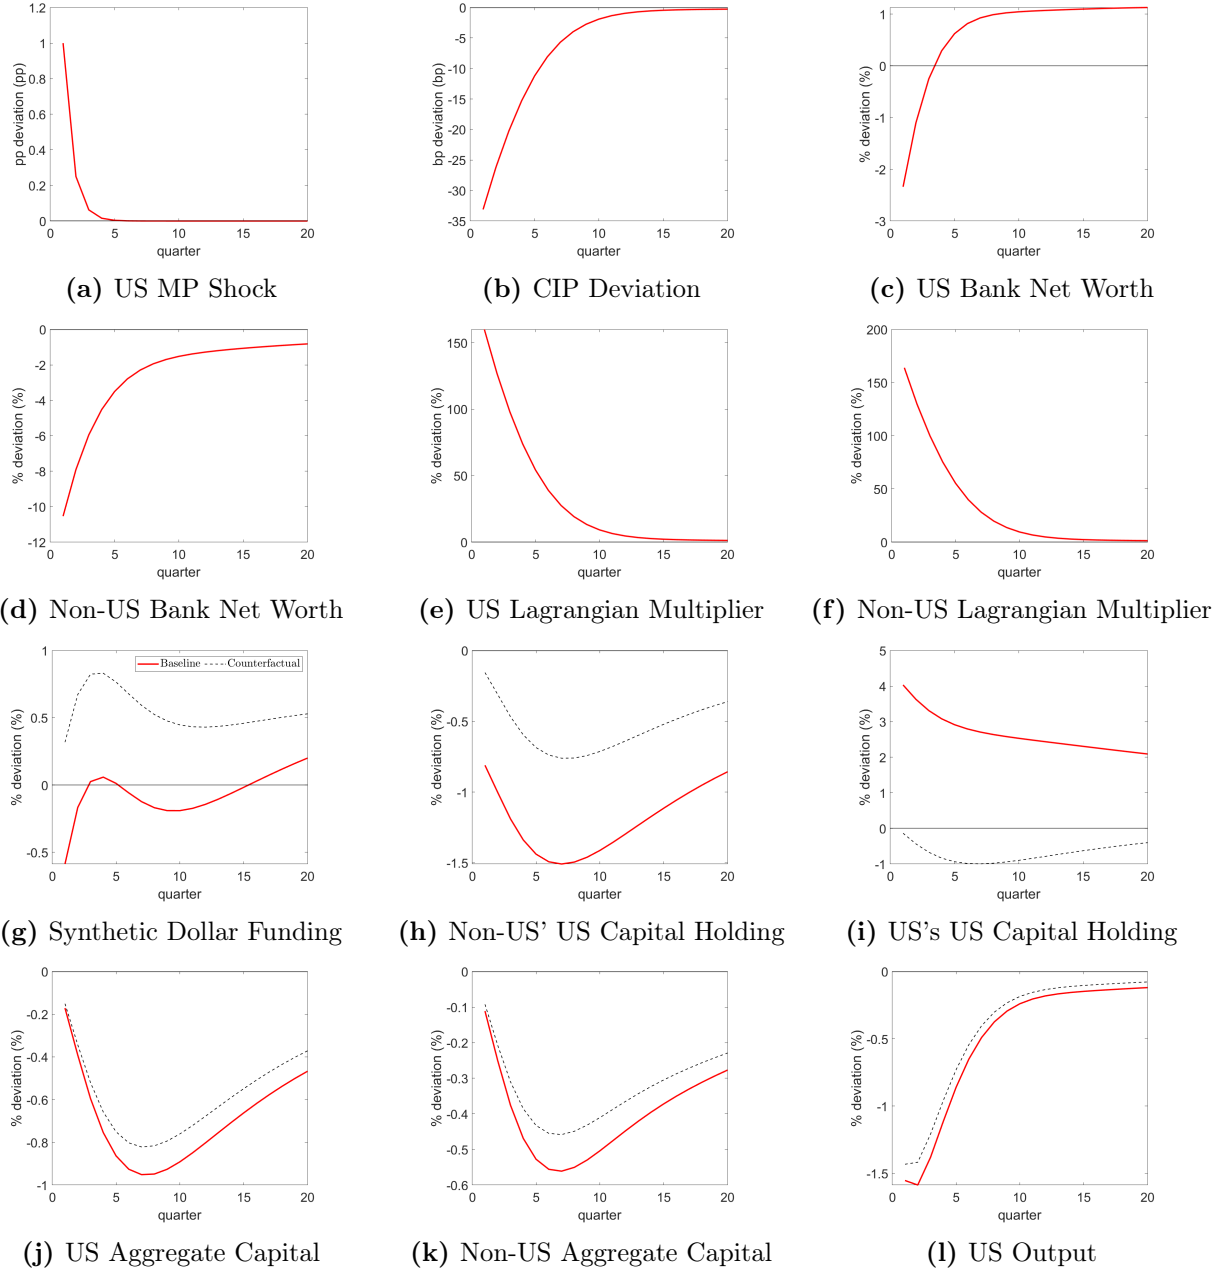 pp deviation (pp)
0 0.2 0.4 0.6 0.8 1 1.2
0 5 10 15 20
quarter
(a) US MP Shock
bp deviation (bp)
-35 -30 -25 -20 -15 -10 -5 0
0 5 10 15 20
quarter
(b) CIP Deviation
% deviation (%)
-3 -2 -1 0 1
0 5 10 15 20
quarter
(c) US Bank Net Worth
% deviation (%)
-12 -10 -8 -6 -4 -2 0
0 5 10 15 20
quarter
(d) Non-US Bank Net Worth
% deviation (%)
0 50 100 150
0 5 10 15 20
quarter
(e) US Lagrangian Multiplier
% deviation (%)
0 50 100 150 200
0 5 10 15 20
quarter
(f) Non-US Lagrangian Multiplier
% deviation (%)
-0.5 0 0.5 1
Baseline Counterfactual
0 5 10 15 20
quarter
(g) Synthetic Dollar Funding
% deviation (%)
-1.5 -1 -0.5 0
0 5 10 15 20
quarter
(h) Non-US' US Capital Holding
% deviation (%)
-1 0 1 2 3 4 5
0 5 10 15 20
quarter
(i) US's US Capital Holding
% deviation (%)
-1 -0.8 -0.6 -0.4 -0.2 0
0 5 10 15 20
quarter
(j) US Aggregate Capital
% deviation (%)
-0.6 -0.5 -0.4 -0.3 -0.2 -0.1 0
0 5 10 15 20
quarter
(k) Non-US Aggregate Capital
% deviation (%)
-1.5 -1 -0.5 0
0 5 10 15 20
quarter
(l) US Output